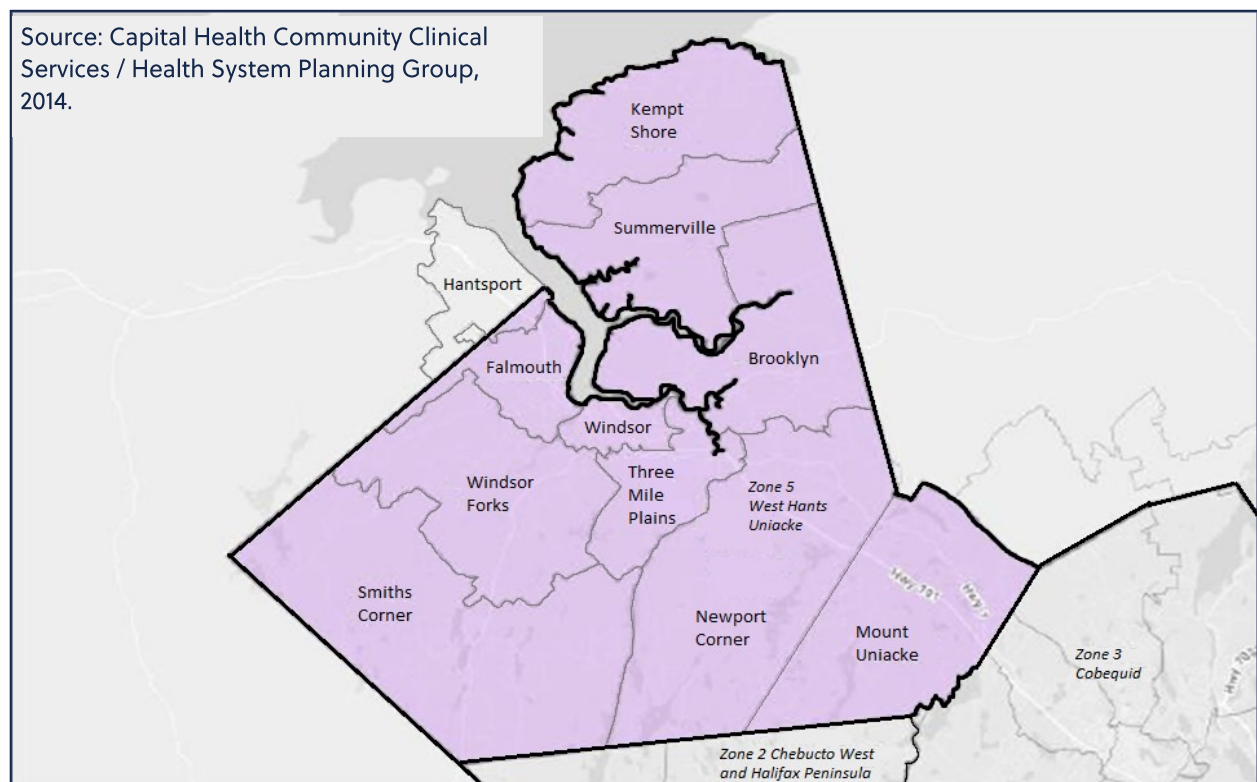 Source: Capital Health Community Clinical
Services / Health System Planning Group,
2014.
Kempt
Shore
Summerville
Hantsport
Falmouth
Brooklyn
Windsor
Windsor
Forks
Three
Mile
Plains
Zone 5
West Hants
Uniacke
Smiths
Corner
Newport
Corner
Mount
Uniacke
Hwy. 101
Zone 3
Cobequid
Zone 2 Chebucto West
and Halifax Peninsula